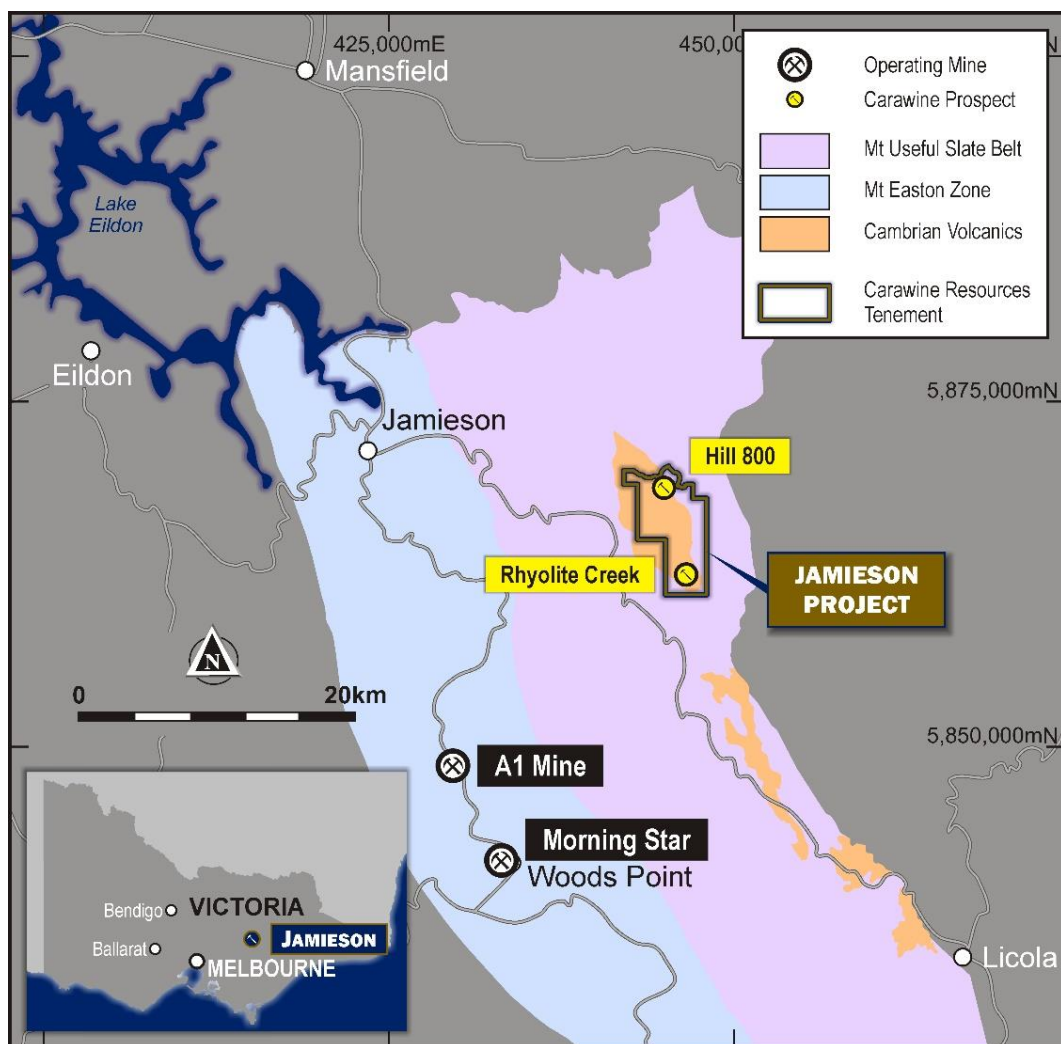 425,000mE
450,00
N
Mansfield
Operating Mine
Carawine Prospect
Mt Useful Slate Belt
Mt Easton Zone
Cambrian Volcanics
Carawine Resources
Tenement
Lake
Eildon
Eildon
5,875,000mN
Jamieson
Hill 800
Rhyolite Creek
JAMIESON
PROJECT
N
0
20km
5,850,000mN
A1 Mine
Morning Star
Woods Point
Bendigo
VICTORIA
JAMIESON
Ballarat
MELBOURNE
Licola